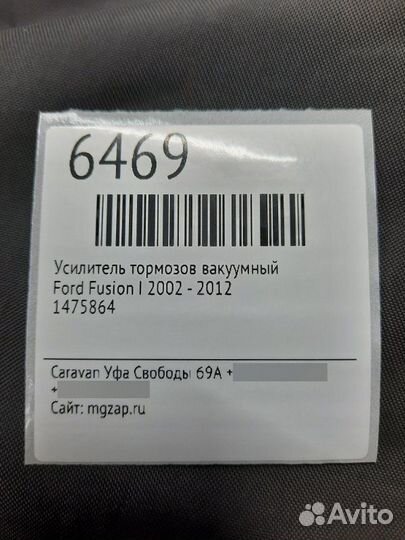 6469
Усилитель тормозов вакуумный
Ford Fusion I 2002 - 2012
1475864
Caravan Уфа Свободы 69А +
+
Сайт: mgzap.ru
Avito